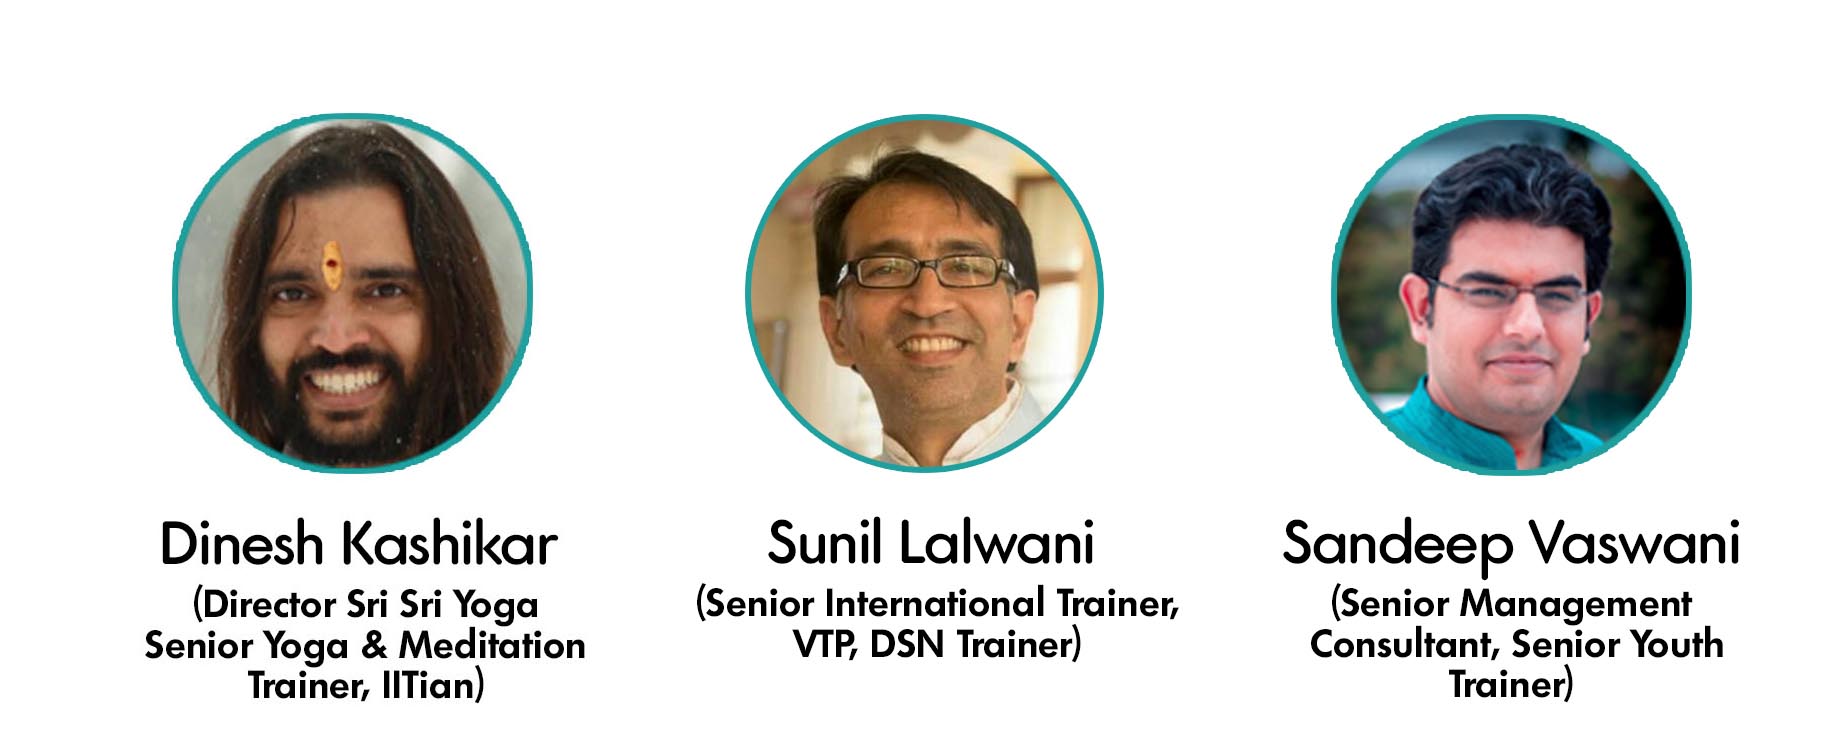 Dinesh Kashikar
(Director Sri Sri Yoga
Senior Yoga & Meditation
Trainer, IITian)
Sunil Lalwani
(Senior International Trainer,
VTP, DSN Trainer)
Sandeep Vaswani
(Senior Management
Consultant, Senior Youth
Trainer)